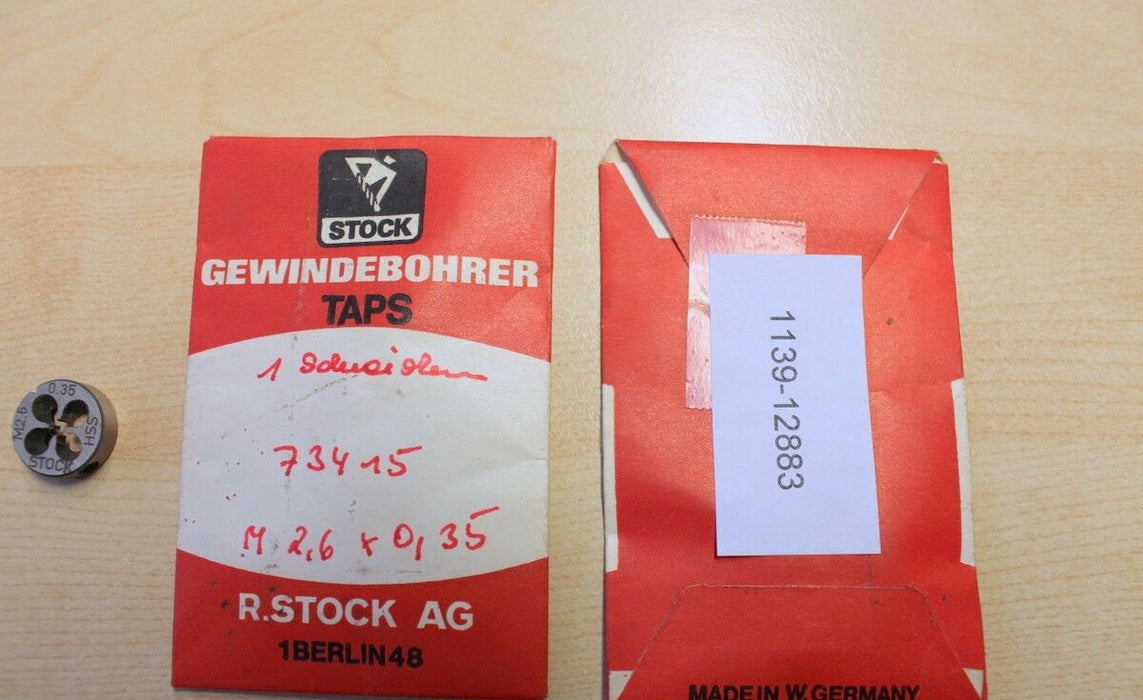 0.35
M2.6
HSS
STOCK
STOCK
GEWINDEBOHRER
TAPS
1 Schneideisen
73415
M 2,6 x 0,35
R.STOCK AG
1BERLIN48
1139-12883
MADE IN W.GERMANY